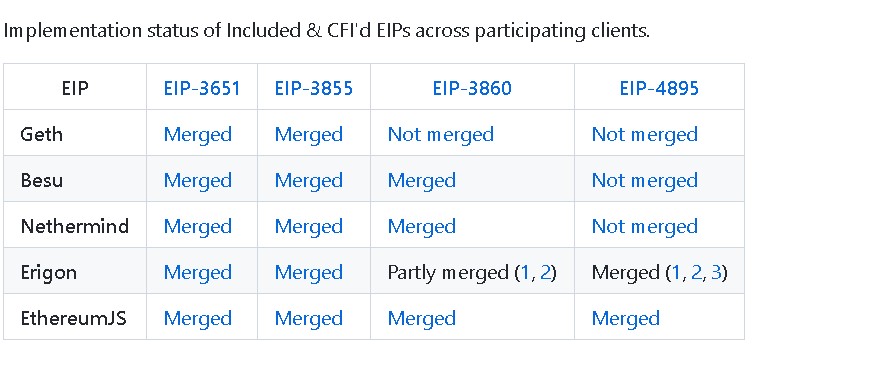 Implementation status of Included & CFI'd EIPs across participating clients.
EIP EIP-3651 EIP-3855 EIP-3860 EIP-4895
Geth Merged Merged Not merged Not merged
Besu Merged Merged Merged Not merged
Nethermind Merged Merged Merged Not merged
Erigon Merged Merged Partly merged (1, 2) Merged (1, 2, 3)
EthereumJS Merged Merged Merged Merged